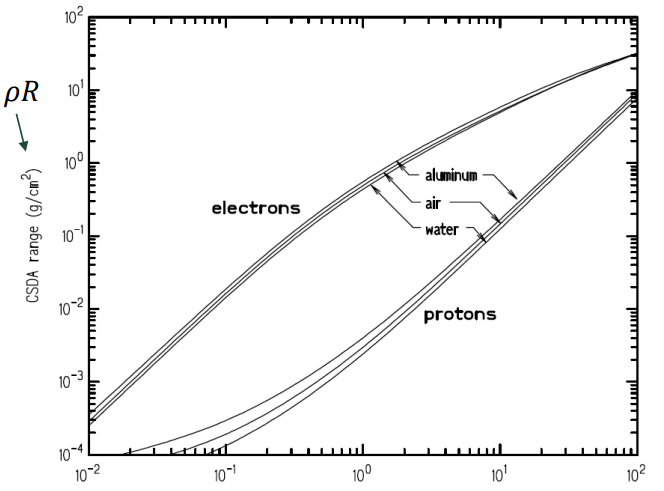 10²
10¹
ρR
10⁰
aluminum
electrons
air
10⁻¹
water
CSDA range (g/cm²)
10⁻²
protons
10⁻³
10⁻⁴
10⁻² 10⁻¹ 10⁰ 10¹ 10²